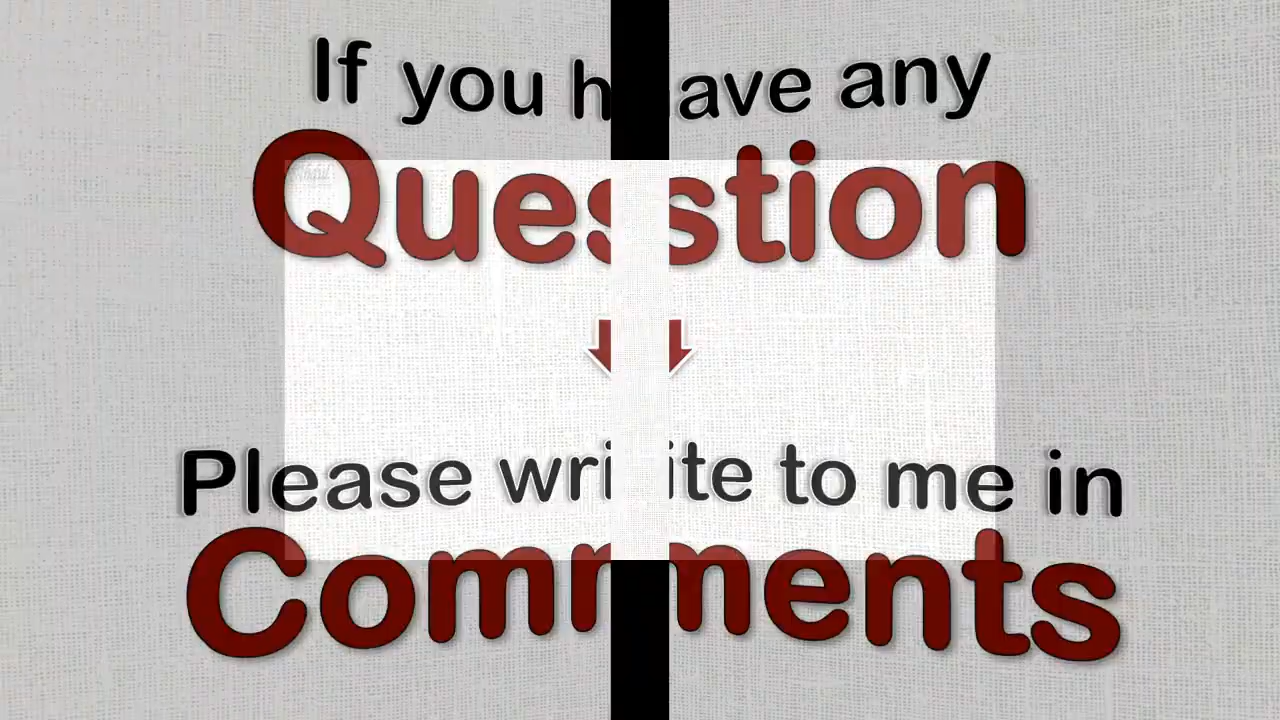 If you have any
Question
Please write to me in
Comments